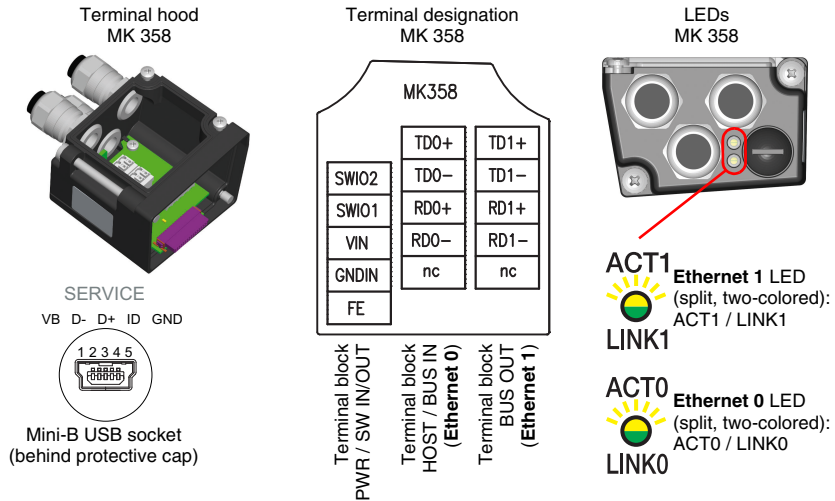 Terminal hood
MK 358
SERVICE
VB D- D+ ID GND
1 2 3 4 5
Mini-B USB socket
(behind protective cap)
Terminal designation
MK 358
MK358
SWIO2
SWIO1
VIN
GNDIN
FE
TD0+
TD0-
RD0+
RD0-
nc
TD1+
TD1-
RD1+
RD1-
nc
Terminal block
PWR / SW IN/OUT
Terminal block
HOST / BUS IN
(Ethernet 0)
Terminal block
BUS OUT
(Ethernet 1)
LEDs
MK 358
ACT1
LINK1
Ethernet 1 LED
(split, two-colored):
ACT1 / LINK1
ACT0
LINK0
Ethernet 0 LED
(split, two-colored):
ACT0 / LINK0